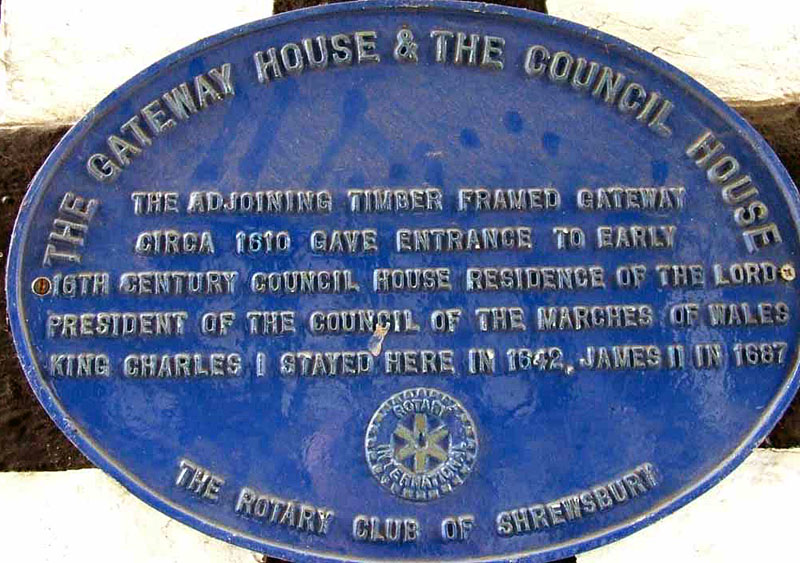 THE GATEWAY HOUSE & THE COUNCIL HOUSE
THE ADJOINING TIMBER FRAMED GATEWAY
CIRCA 1610 GAVE ENTRANCE TO EARLY
16TH CENTURY COUNCIL HOUSE RESIDENCE OF THE LORD
PRESIDENT OF THE COUNCIL OF THE MARCHES OF WALES
KING CHARLES I STAYED HERE IN 1642, JAMES II IN 1687
ROTARY
INTERNATIONAL
THE ROTARY CLUB OF SHREWSBURY